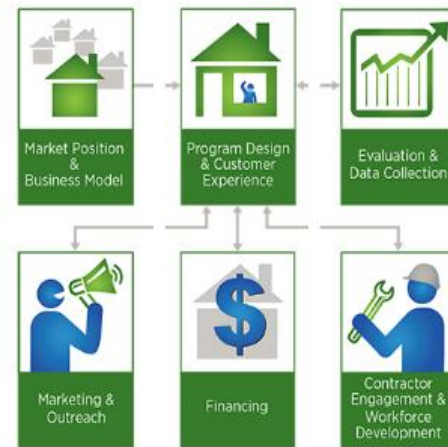 Market Position
&
Business Model
Program Design
& Customer
Experience
Evaluation &
Data Collection
Marketing &
Outreach
$
Financing
Contractor
Engagement &
Workforce
Development